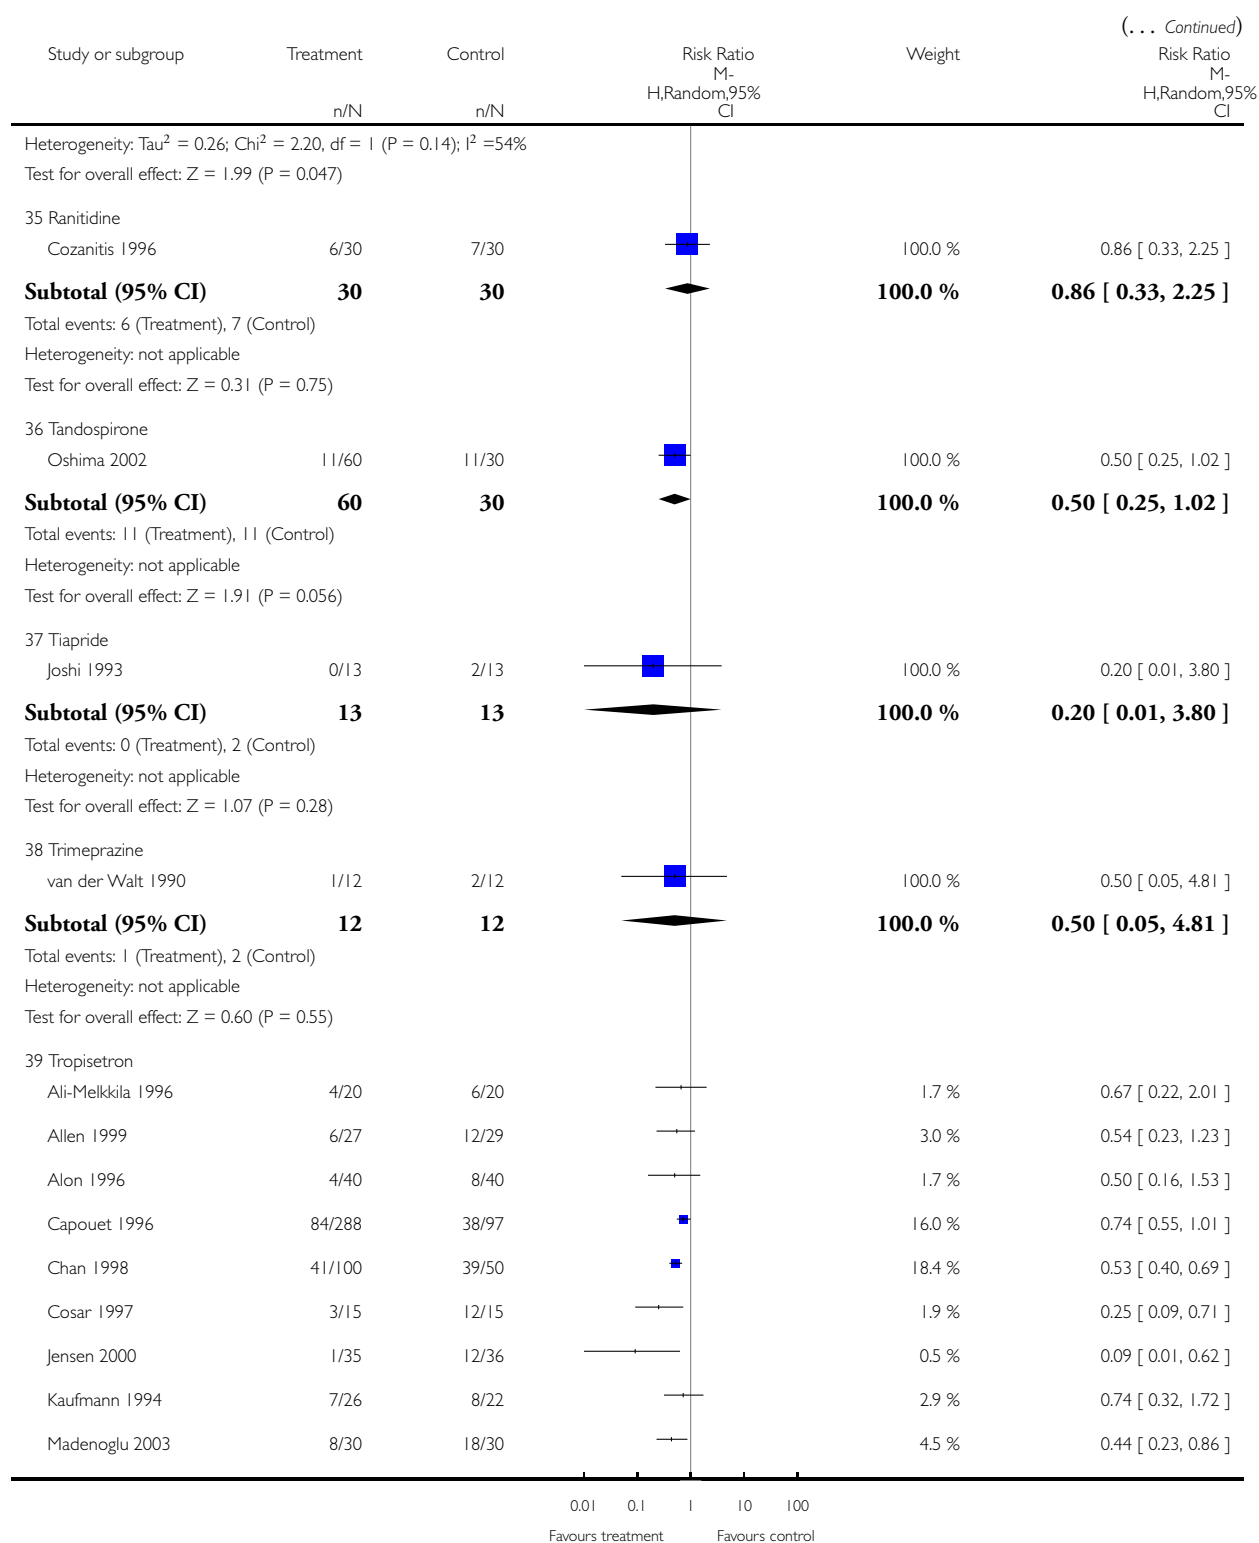 (... Continued)
Study or subgroup Treatment Control Risk Ratio Weight Risk Ratio
M- M-
H,Random,95% H,Random,95%
n/N n/N CI CI
Heterogeneity: Tau² = 0.26; Chi² = 2.20, df = 1 (P = 0.14); I² =54%
Test for overall effect: Z = 1.99 (P = 0.047)
35 Ranitidine
Cozanitis 1996 6/30 7/30 100.0 % 0.86 [ 0.33, 2.25 ]
Subtotal (95% CI) 30 30 100.0 % 0.86 [ 0.33, 2.25 ]
Total events: 6 (Treatment), 7 (Control)
Heterogeneity: not applicable
Test for overall effect: Z = 0.31 (P = 0.75)
36 Tandospirone
Oshima 2002 11/60 11/30 100.0 % 0.50 [ 0.25, 1.02 ]
Subtotal (95% CI) 60 30 100.0 % 0.50 [ 0.25, 1.02 ]
Total events: 11 (Treatment), 11 (Control)
Heterogeneity: not applicable
Test for overall effect: Z = 1.91 (P = 0.056)
37 Tiapride
Joshi 1993 0/13 2/13 100.0 % 0.20 [ 0.01, 3.80 ]
Subtotal (95% CI) 13 13 100.0 % 0.20 [ 0.01, 3.80 ]
Total events: 0 (Treatment), 2 (Control)
Heterogeneity: not applicable
Test for overall effect: Z = 1.07 (P = 0.28)
38 Trimeprazine
van der Walt 1990 1/12 2/12 100.0 % 0.50 [ 0.05, 4.81 ]
Subtotal (95% CI) 12 12 100.0 % 0.50 [ 0.05, 4.81 ]
Total events: 1 (Treatment), 2 (Control)
Heterogeneity: not applicable
Test for overall effect: Z = 0.60 (P = 0.55)
39 Tropisetron
Ali-Melkkila 1996 4/20 6/20 1.7 % 0.67 [ 0.22, 2.01 ]
Allen 1999 6/27 12/29 3.0 % 0.54 [ 0.23, 1.23 ]
Alon 1996 4/40 8/40 1.7 % 0.50 [ 0.16, 1.53 ]
Capouet 1996 84/288 38/97 16.0 % 0.74 [ 0.55, 1.01 ]
Chan 1998 41/100 39/50 18.4 % 0.53 [ 0.40, 0.69 ]
Cosar 1997 3/15 12/15 1.9 % 0.25 [ 0.09, 0.71 ]
Jensen 2000 1/35 12/36 0.5 % 0.09 [ 0.01, 0.62 ]
Kaufmann 1994 7/26 8/22 2.9 % 0.74 [ 0.32, 1.72 ]
Madenoglu 2003 8/30 18/30 4.5 % 0.44 [ 0.23, 0.86 ]
0.01 0.1 1 10 100
Favours treatment Favours control